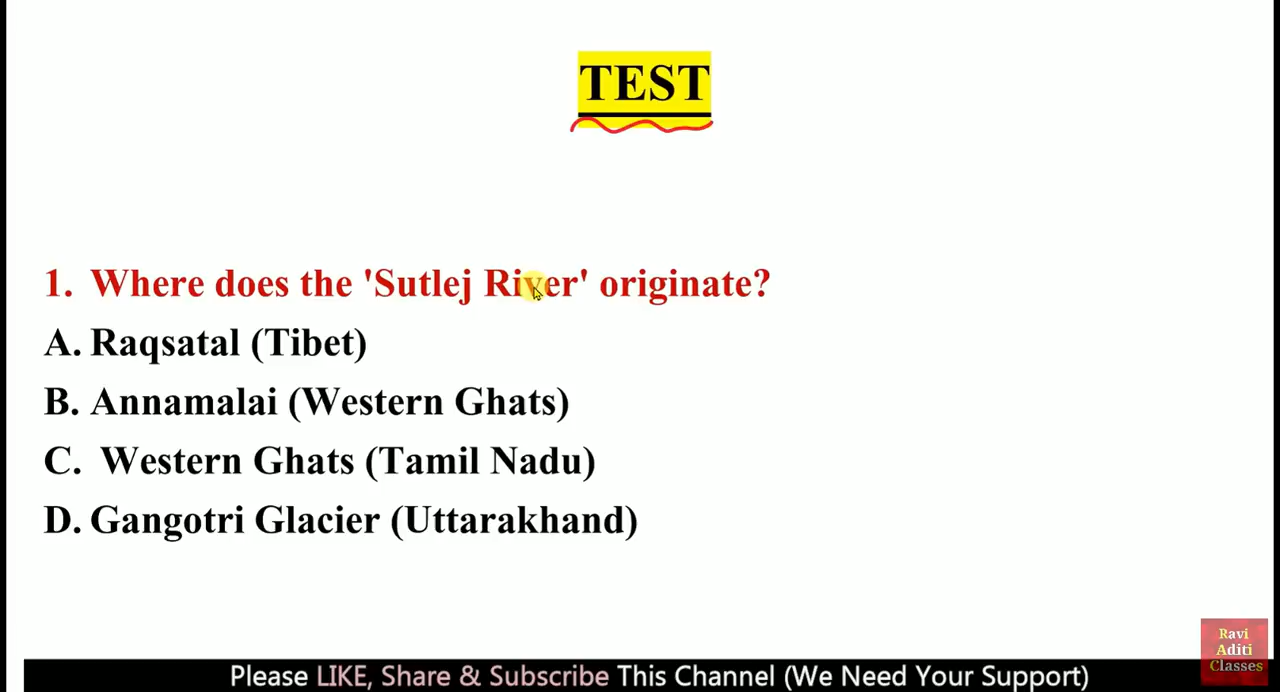 TEST
1. Where does the 'Sutlej River' originate?
A. Raqsatal (Tibet)
B. Annamalai (Western Ghats)
C. Western Ghats (Tamil Nadu)
D. Gangotri Glacier (Uttarakhand)
Ravi
Aditi
Classes
Please LIKE, Share & Subscribe This Channel (We Need Your Support)